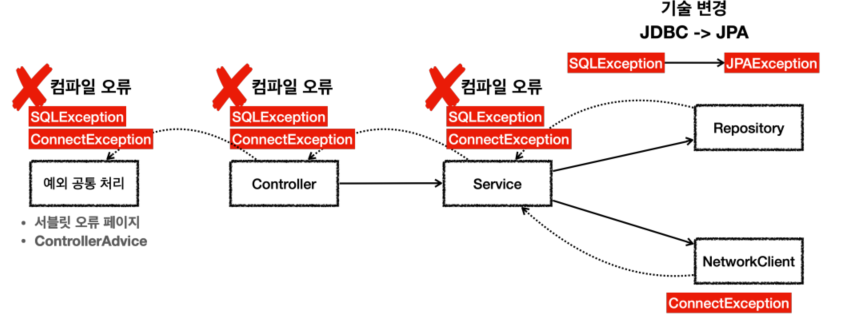 기술 변경
JDBC -> JPA
SQLException
JPAException
컴파일 오류
SQLException
ConnectException
컴파일 오류
SQLException
ConnectException
컴파일 오류
SQLException
ConnectException
예외 공통 처리
Controller
Service
Repository
NetworkClient
ConnectException
• 서블릿 오류 페이지
• ControllerAdvice